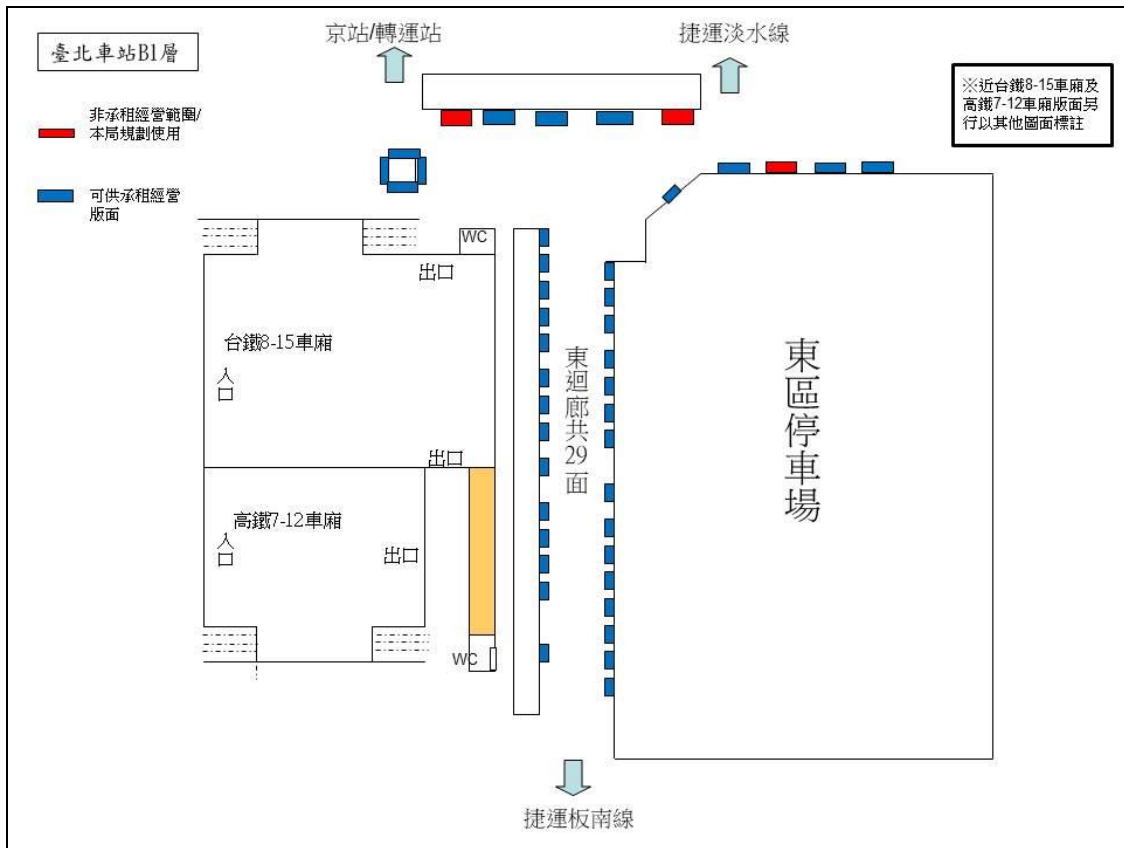 京站/轉運站
捷運淡水線
臺北車站B1層
※近台鐵8-15車廂及
高鐵7-12車廂版面另
行以其他圖面標註
非承租經營範圍/
本局規劃使用
可供承租經營
版面
WC
出口
台鐵8-15車廂
入口
東迴廊共29面
東區停車場
出口
高鐵7-12車廂
入口
出口
WC
捷運板南線